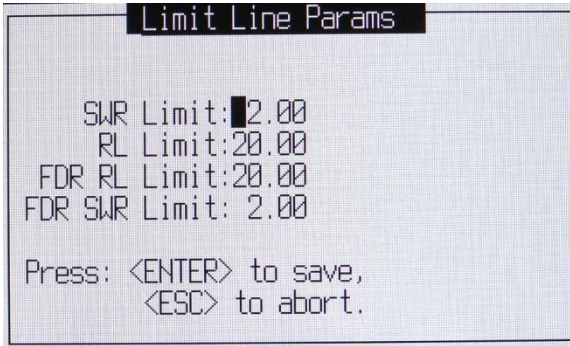 Limit Line Params
SWR Limit: 2.00
RL Limit:20.00
FDR RL Limit:20.00
FDR SWR Limit: 2.00
Press: <ENTER> to save,
<ESC> to abort.